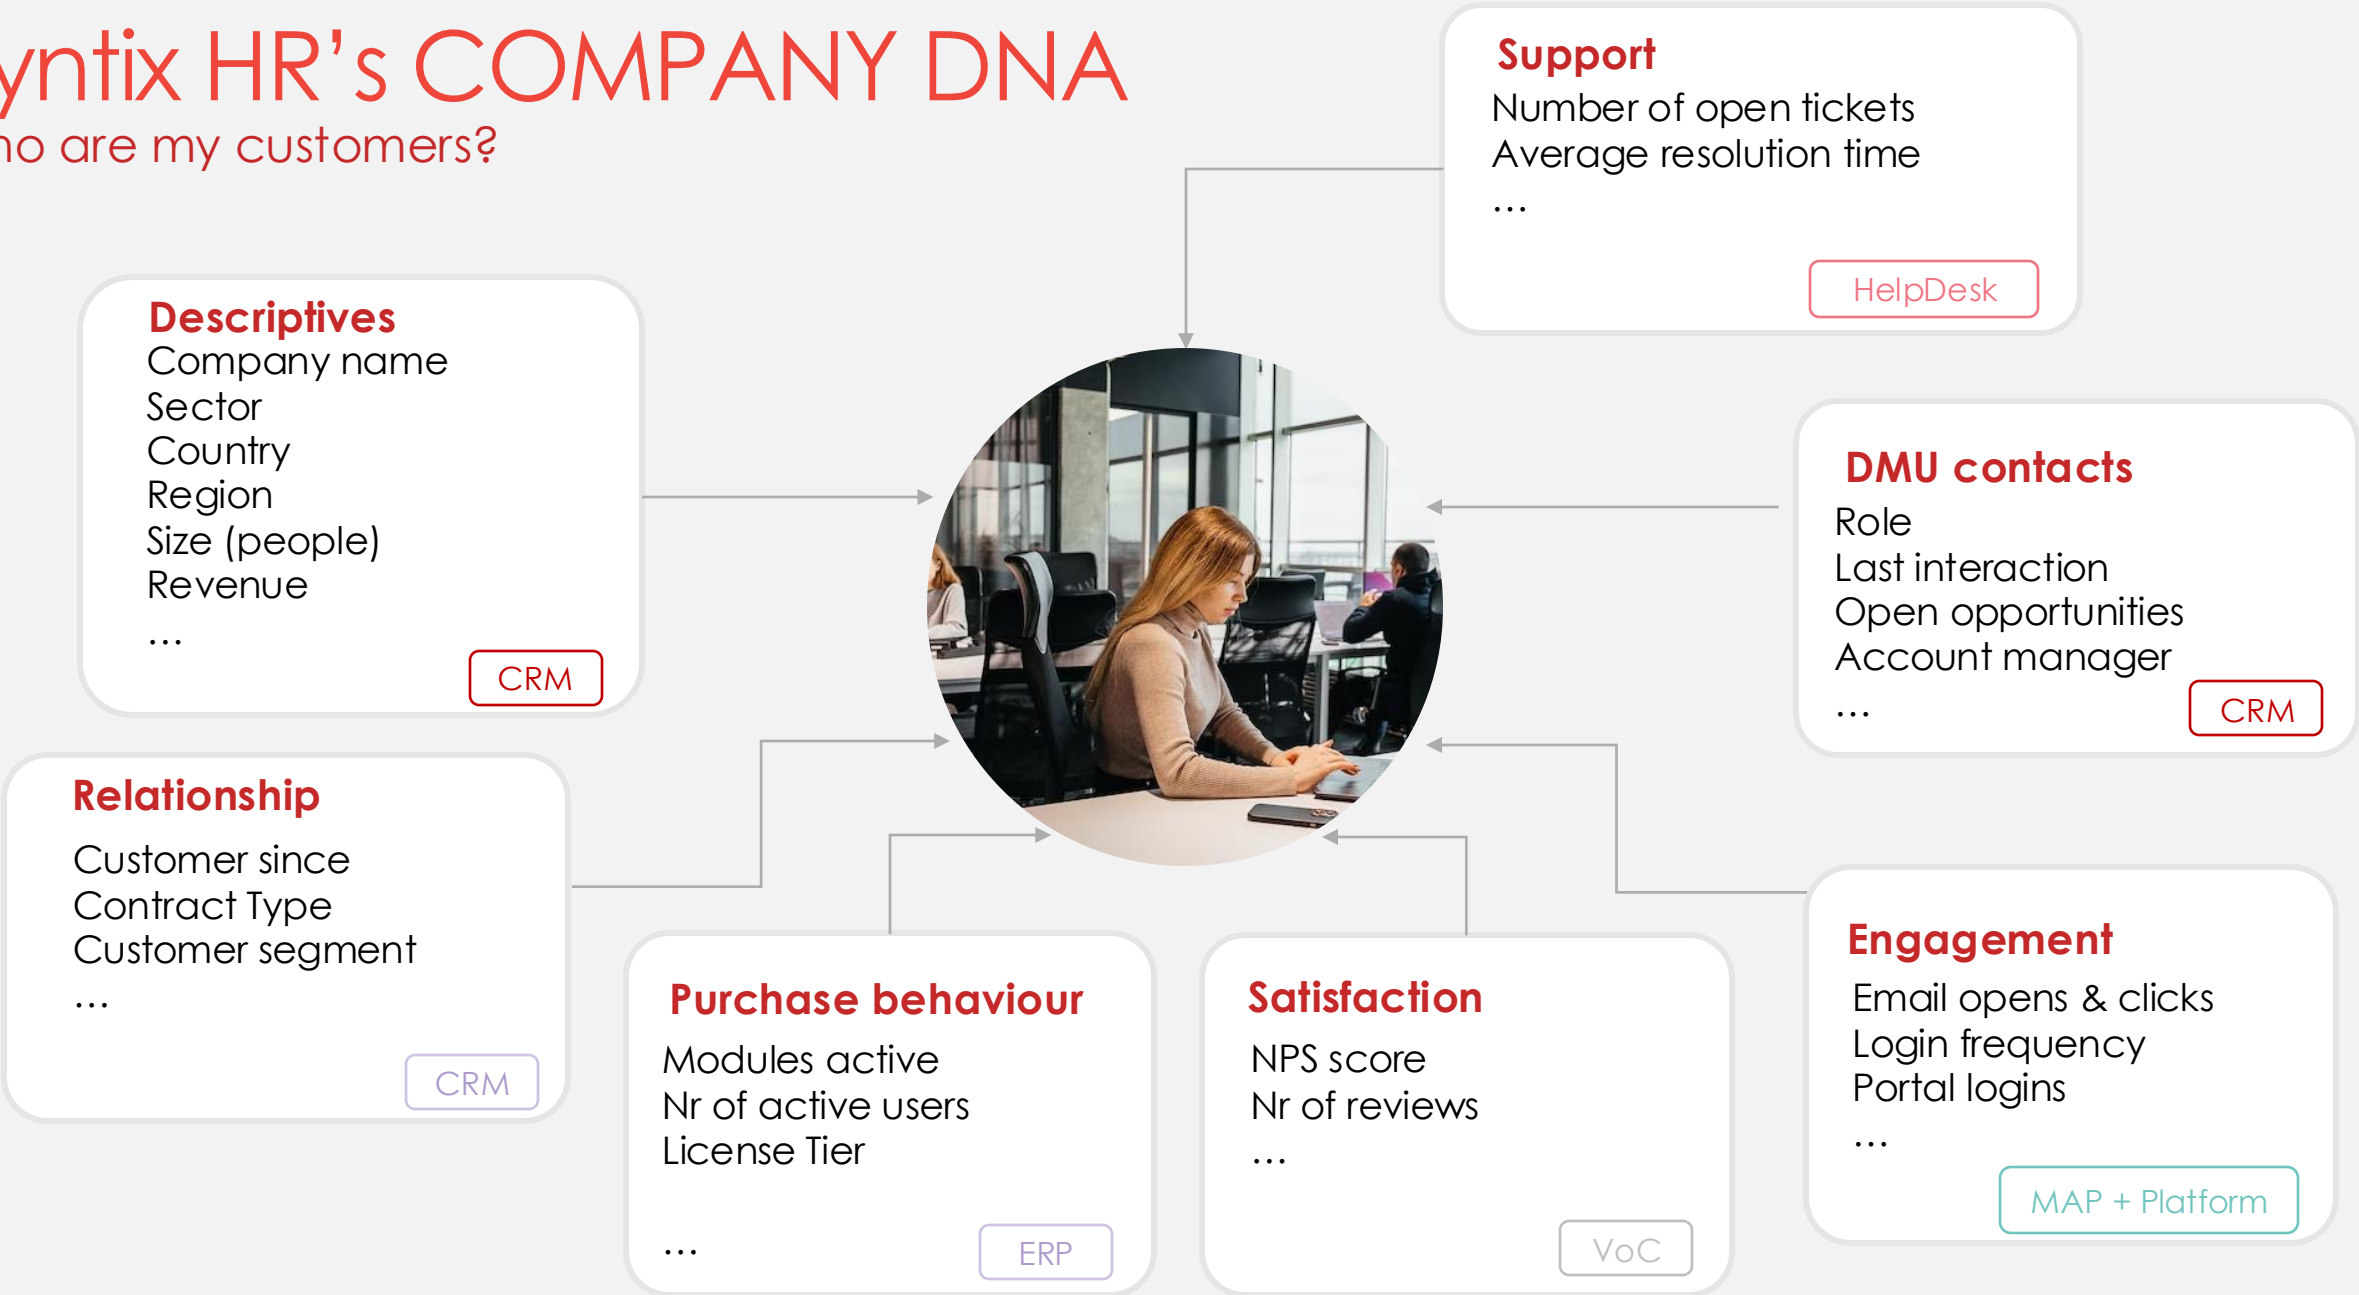 yntix HR's COMPANY DNA
no are my customers?
Support
Number of open tickets
Average resolution time
…
HelpDesk
Descriptives
Company name
Sector
Country
Region
Size (people)
Revenue
…
CRM
DMU contacts
Role
Last interaction
Open opportunities
Account manager
…
CRM
Relationship
Customer since
Contract Type
Customer segment
…
CRM
Purchase behaviour
Modules active
Nr of active users
License Tier
…
ERP
Satisfaction
NPS score
Nr of reviews
…
VoC
Engagement
Email opens & clicks
Login frequency
Portal logins
…
MAP + Platform